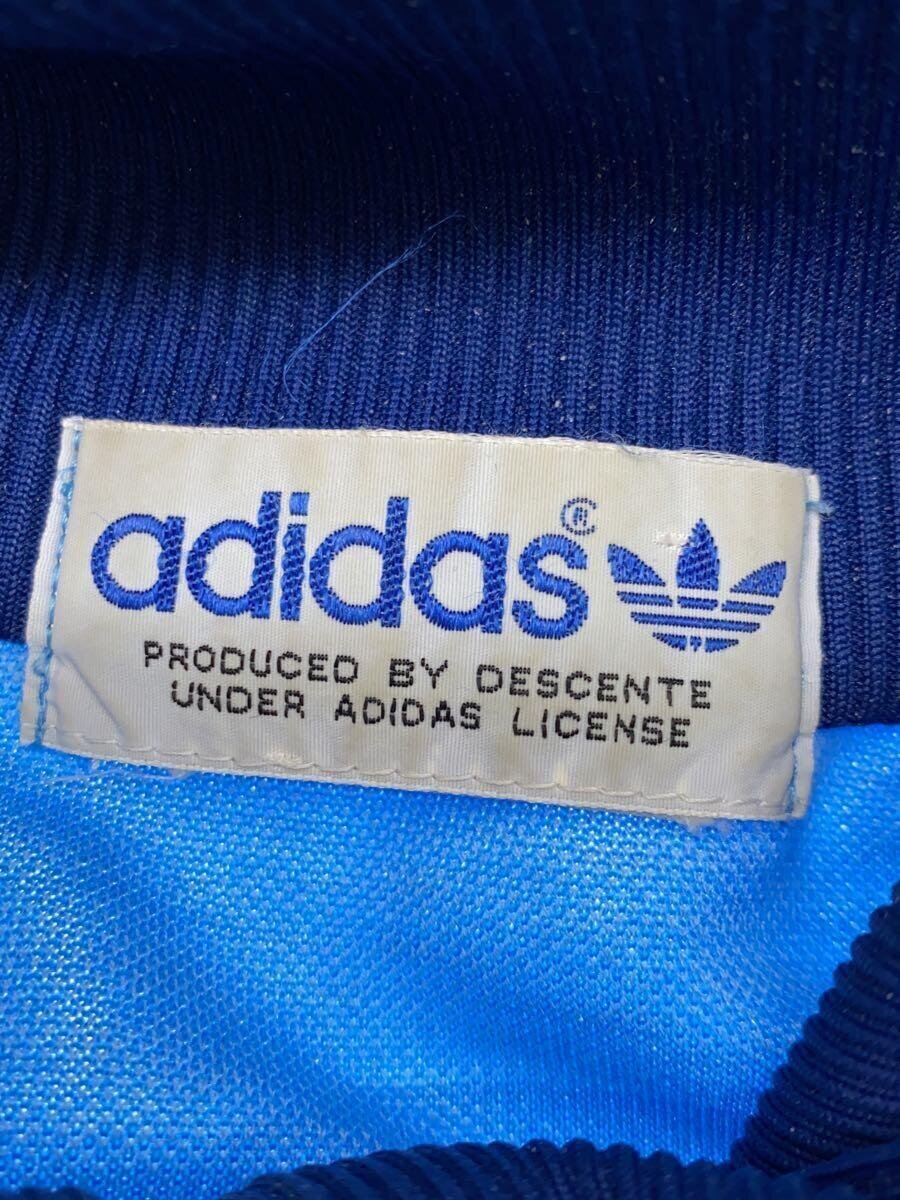 adidas®
PRODUCED BY DESCENTE
UNDER ADIDAS LICENSE